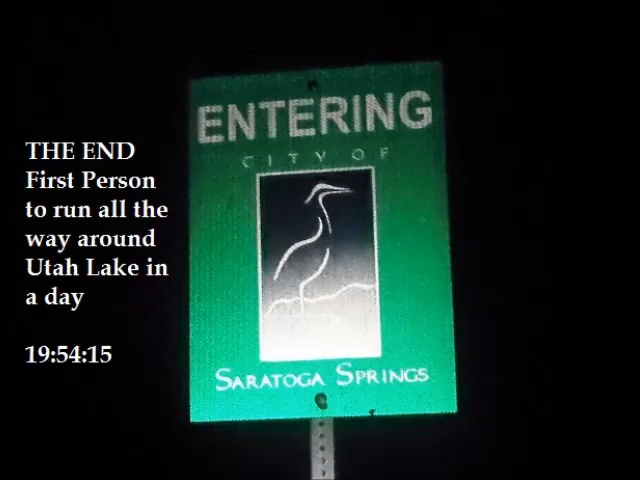 THE END
First Person
to run all the
way around
Utah Lake in
a day
19:54:15
ENTERING
CITY OF
SARATOGA SPRINGS